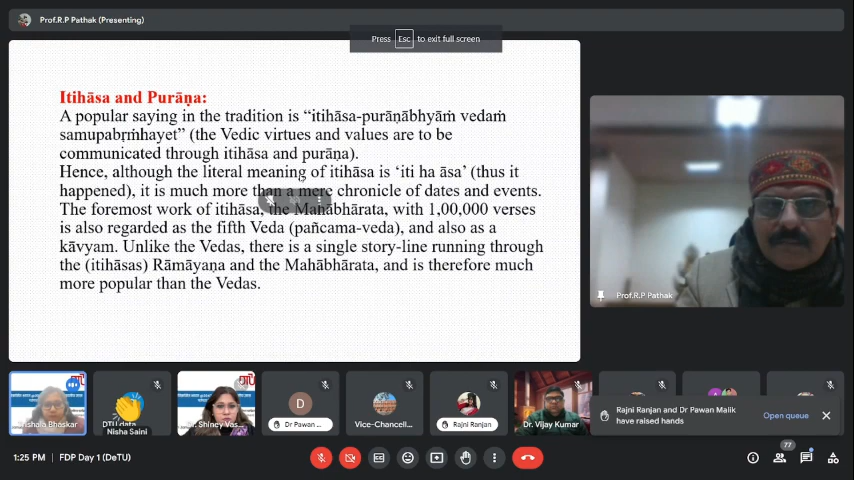 Prof.R.P Pathak (Presenting)
Press Esc to exit full screen
Itihāsa and Purāṇa:
A popular saying in the tradition is “itihāsa-purāṇābhyāṁ vedaṁ
samupabṛṁhayet” (the Vedic virtues and values are to be
communicated through itihāsa and purāṇa).
Hence, although the literal meaning of itihāsa is ‘iti ha āsa’ (thus it
happened), it is much more than a mere chronicle of dates and events.
The foremost work of itihāsa, the Mahābhārata, with 1,00,000 verses
is also regarded as the fifth Veda (pañcama-veda), and also as a
kāvyam. Unlike the Vedas, there is a single story-line running through
the (itihāsas) Rāmāyaṇa and the Mahābhārata, and is therefore much
more popular than the Vedas.
Prof.R.P Pathak
Bhaskar
Nisha Saini
D
Dr Pawan ...
Vice-Chancell...
Rajni Ranjan
Dr. Vijay Kumar
Rajni Ranjan and Dr Pawan Malik
have raised hands
Open queue
77
1:25 PM | FDP Day 1 (DeTU)